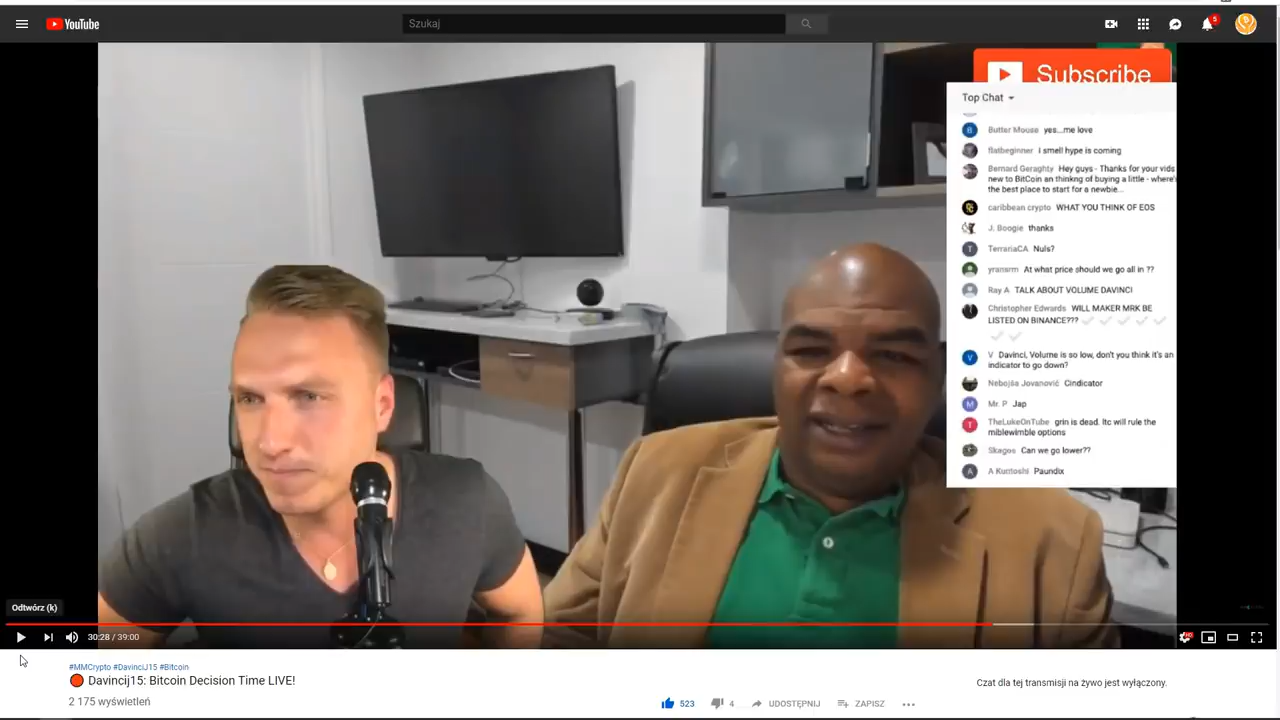 YouTube
Szukaj
5
Subscribe
Top Chat
Butter Mouse yes...me love
flatbeginner I smell hype is coming
Bernard Geraghty Hey guys - Thanks for your vids
new to BitCoin an thinkng of buying a little - where's
the best place to start for a newbie...
caribbean crypto WHAT YOU THINK OF EOS
J. Boogie thanks
T TerrariaCA Nuls?
yransrm At what price should we go all in ??
Ray A TALK ABOUT VOLUME DAVINCI
Christopher Edwards WILL MAKER MRK BE
LISTED ON BINANCE???
V V Davinci, Volume is so low, don't you think it's an
indicator to go down?
Nebojša Jovanović Cindicator
M Mr. P Jap
T TheLukeOnTube grin is dead. ltc will rule the
miblewimble options
Skagos Can we go lower??
A A Kuntoshi Paundix
Odtwórz (k)
30:28 / 39:00
HD
#MMCrypto #DavinciJ15 #Bitcoin
Davincij15: Bitcoin Decision Time LIVE!
2 175 wyświetleń
Czat dla tej transmisji na żywo jest wyłączony.
523
4
UDOSTĘPNIJ
ZAPISZ